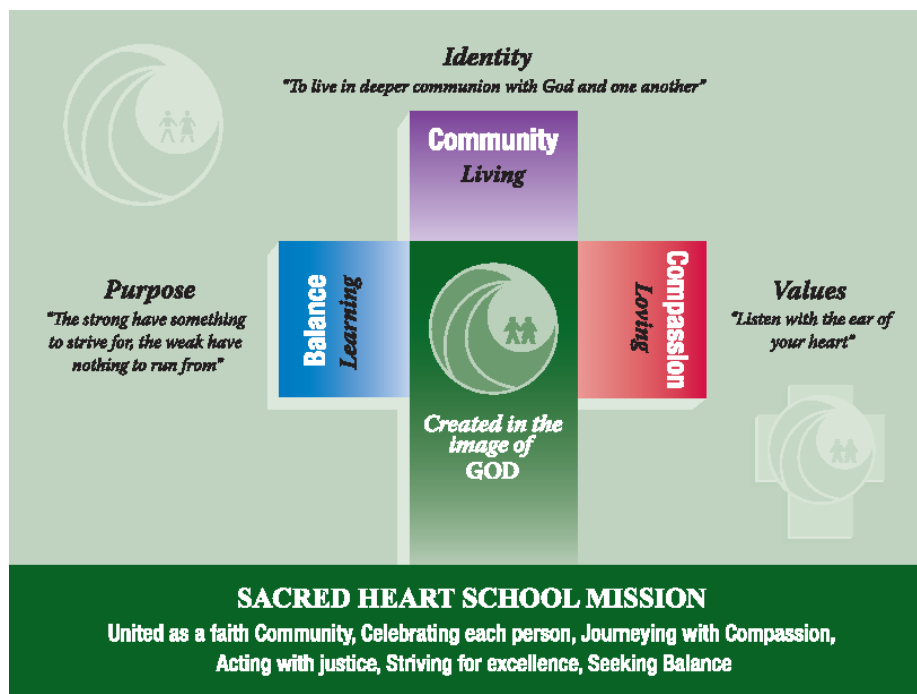 Identity
“To live in deeper communion with God and one another”
Community
Living
Purpose
“The strong have something
to strive for, the weak have
nothing to run from”
Balance
Learning
Compassion
Loving
Values
“Listen with the ear of
your heart”
Created in the
image of
GOD
SACRED HEART SCHOOL MISSION
United as a faith Community, Celebrating each person, Journeying with Compassion,
Acting with justice, Striving for excellence, Seeking Balance